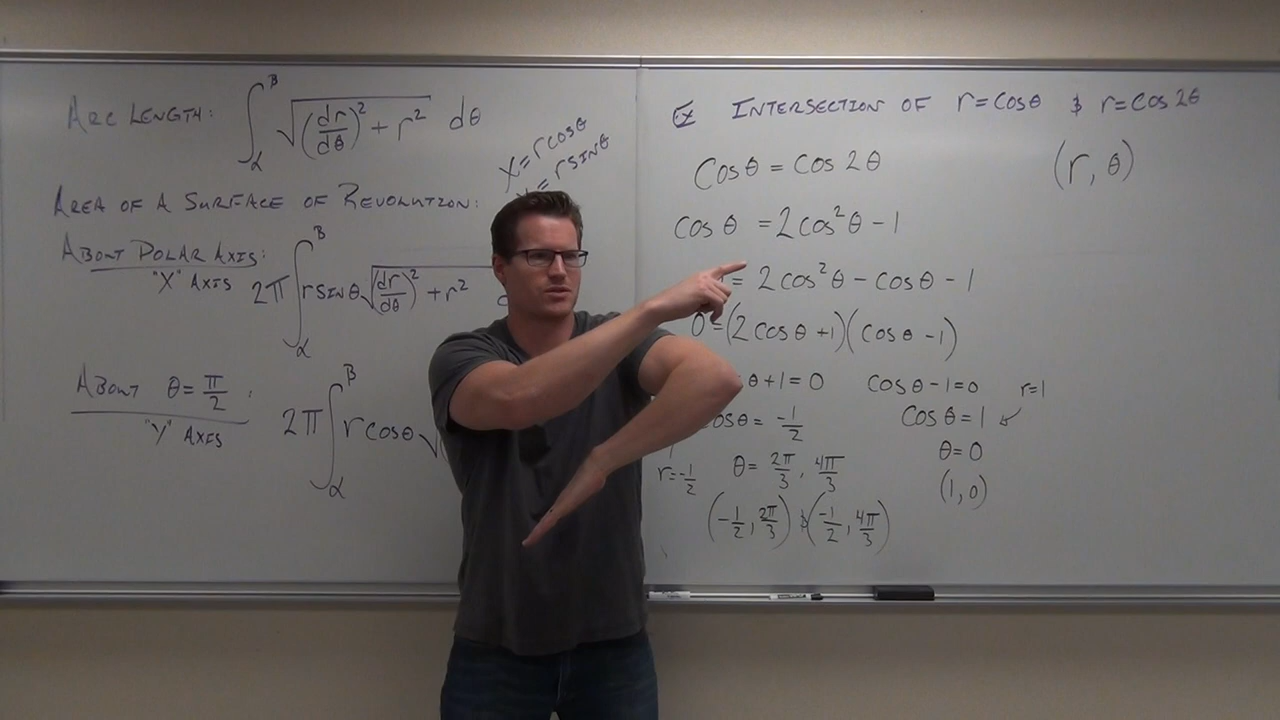 ARC LENGTH: ∫_α^β √((dr/dθ)² + r²) dθ
X = r cos θ
= r sin θ
AREA OF A SURFACE OF REVOLUTION:
ABOUT POLAR AXIS:
"X" AXIS
2π ∫_α^β r sin θ √((dr/dθ)² + r²)
ABOUT θ = π/2 :
"Y" AXIS
2π ∫_α^β r cos θ √
Ex INTERSECTION OF r = cos θ & r = cos 2θ
cos θ = cos 2θ
(r, θ)
cos θ = 2cos²θ - 1
= 2cos²θ - cos θ - 1
0 = (2cos θ + 1)(cos θ - 1)
θ + 1 = 0
cos θ - 1 = 0
r = 1
cos θ = -1/2
cos θ = 1
r = -1/2
θ = 2π/3, 4π/3
θ = 0
(1, 0)
(-1/2, 2π/3) & (-1/2, 4π/3)